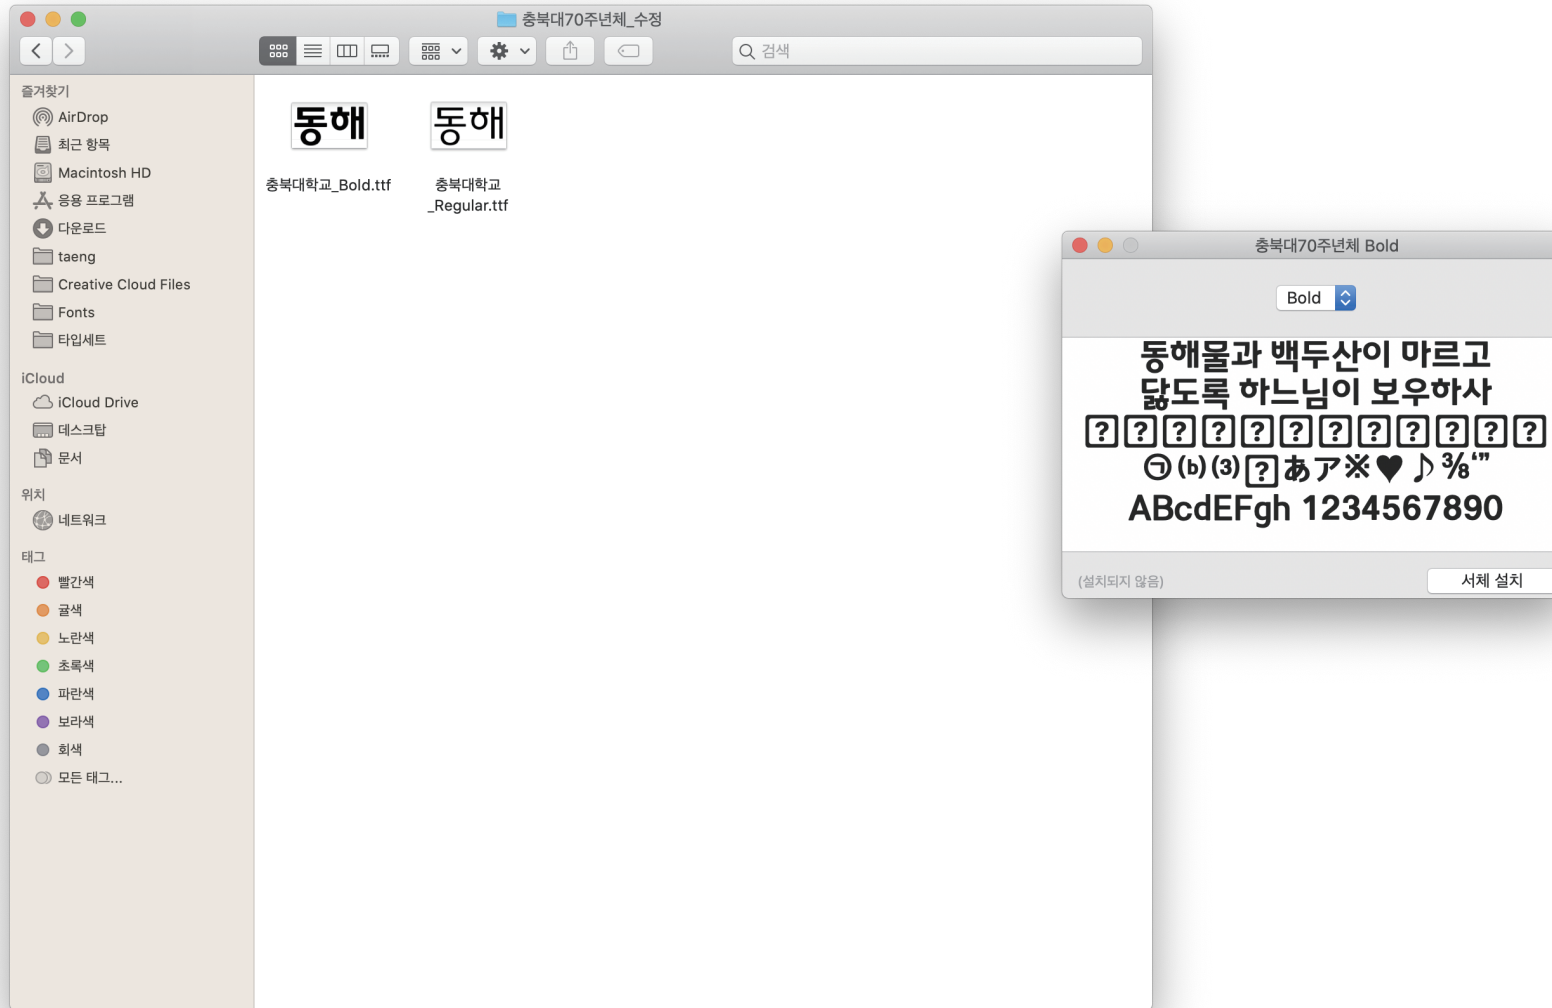 충북대70주년체_수정
검색
즐겨찾기
AirDrop
최근 항목
Macintosh HD
응용 프로그램
다운로드
taeng
Creative Cloud Files
Fonts
타입세트
iCloud
iCloud Drive
데스크탑
문서
위치
네트워크
태그
빨간색
귤색
노란색
초록색
파란색
보라색
회색
모든 태그...
동해
충북대학교_Bold.ttf
동해
충북대학교
_Regular.ttf
충북대70주년체 Bold
Bold
동해물과 백두산이 마르고
닳도록 하느님이 보우하사
⍰⍰⍰⍰⍰⍰⍰⍰⍰⍰⍰⍰
㉠⒝⑶⍰あア※♥♪⅜‘”
ABcdEFgh 1234567890
(설치되지 않음)
서체 설치